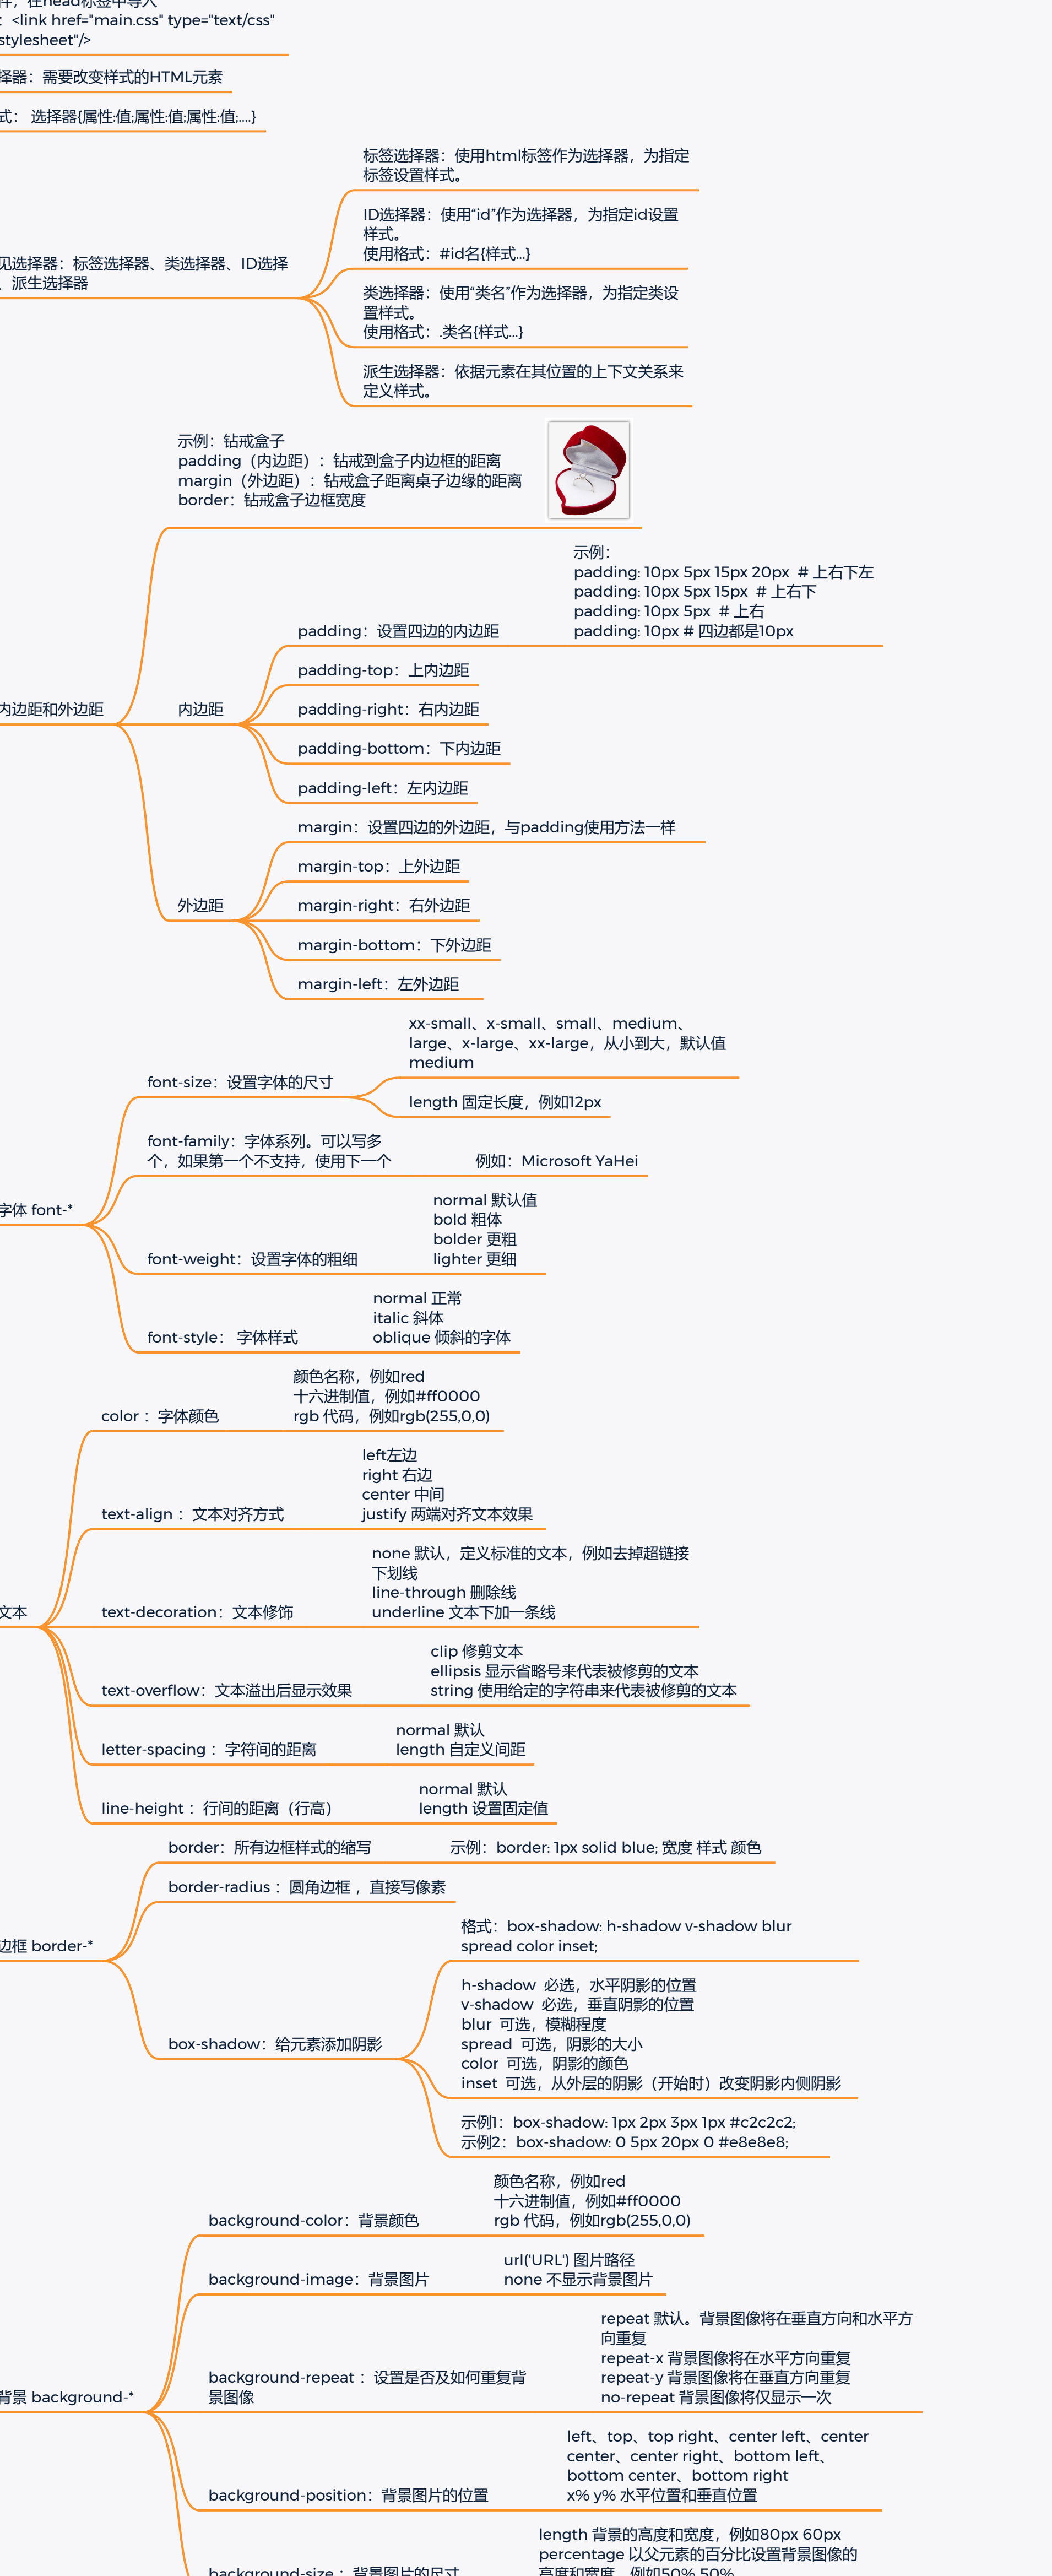 件，在head标签中导入
：<link href="main.css" type="text/css"
stylesheet"/>
择器：需要改变样式的HTML元素
式： 选择器{属性:值;属性:值;属性:值;....}
见选择器：标签选择器、类选择器、ID选择
、派生选择器
标签选择器：使用html标签作为选择器，为指定
标签设置样式。
ID选择器：使用“id”作为选择器，为指定id设置
样式。
使用格式：#id名{样式...}
类选择器：使用“类名”作为选择器，为指定类设
置样式。
使用格式：.类名{样式...}
派生选择器：依据元素在其位置的上下文关系来
定义样式。
内边距和外边距
示例：钻戒盒子
padding（内边距）：钻戒到盒子内边框的距离
margin（外边距）：钻戒盒子距离桌子边缘的距离
border：钻戒盒子边框宽度
内边距
padding：设置四边的内边距
示例：
padding: 10px 5px 15px 20px  # 上右下左
padding: 10px 5px 15px  # 上右下
padding: 10px 5px  # 上右
padding: 10px # 四边都是10px
padding-top：上内边距
padding-right：右内边距
padding-bottom：下内边距
padding-left：左内边距
外边距
margin：设置四边的外边距，与padding使用方法一样
margin-top：上外边距
margin-right：右外边距
margin-bottom：下外边距
margin-left：左外边距
字体 font-*
font-size：设置字体的尺寸
xx-small、x-small、small、medium、
large、x-large、xx-large，从小到大，默认值
medium
length 固定长度，例如12px
font-family：字体系列。可以写多
个，如果第一个不支持，使用下一个
例如：Microsoft YaHei
font-weight：设置字体的粗细
normal 默认值
bold 粗体
bolder 更粗
lighter 更细
font-style： 字体样式
normal 正常
italic 斜体
oblique 倾斜的字体
文本
color ：字体颜色
颜色名称，例如red
十六进制值，例如#ff0000
rgb 代码，例如rgb(255,0,0)
text-align ：文本对齐方式
left左边
right 右边
center 中间
justify 两端对齐文本效果
text-decoration：文本修饰
none 默认，定义标准的文本，例如去掉超链接
下划线
line-through 删除线
underline 文本下加一条线
text-overflow：文本溢出后显示效果
clip 修剪文本
ellipsis 显示省略号来代表被修剪的文本
string 使用给定的字符串来代表被修剪的文本
letter-spacing ：字符间的距离
normal 默认
length 自定义间距
line-height ：行间的距离（行高）
normal 默认
length 设置固定值
边框 border-*
border：所有边框样式的缩写
示例：border: 1px solid blue; 宽度 样式 颜色
border-radius ：圆角边框 ，直接写像素
box-shadow：给元素添加阴影
格式：box-shadow: h-shadow v-shadow blur
spread color inset;
h-shadow  必选，水平阴影的位置
v-shadow  必选，垂直阴影的位置
blur  可选，模糊程度
spread  可选，阴影的大小
color  可选，阴影的颜色
inset  可选，从外层的阴影（开始时）改变阴影内侧阴影
示例1：box-shadow: 1px 2px 3px 1px #c2c2c2;
示例2：box-shadow: 0 5px 20px 0 #e8e8e8;
背景 background-*
background-color：背景颜色
颜色名称，例如red
十六进制值，例如#ff0000
rgb 代码，例如rgb(255,0,0)
background-image：背景图片
url('URL') 图片路径
none 不显示背景图片
background-repeat ：设置是否及如何重复背
景图像
repeat 默认。背景图像将在垂直方向和水平方
向重复
repeat-x 背景图像将在水平方向重复
repeat-y 背景图像将在垂直方向重复
no-repeat 背景图像将仅显示一次
background-position：背景图片的位置
left、top、top right、center left、center
center、center right、bottom left、
bottom center、bottom right
x% y% 水平位置和垂直位置
background-size ：背景图片的尺寸
length 背景的高度和宽度，例如80px 60px
percentage 以父元素的百分比设置背景图像的
高度和宽度，例如50% 50%